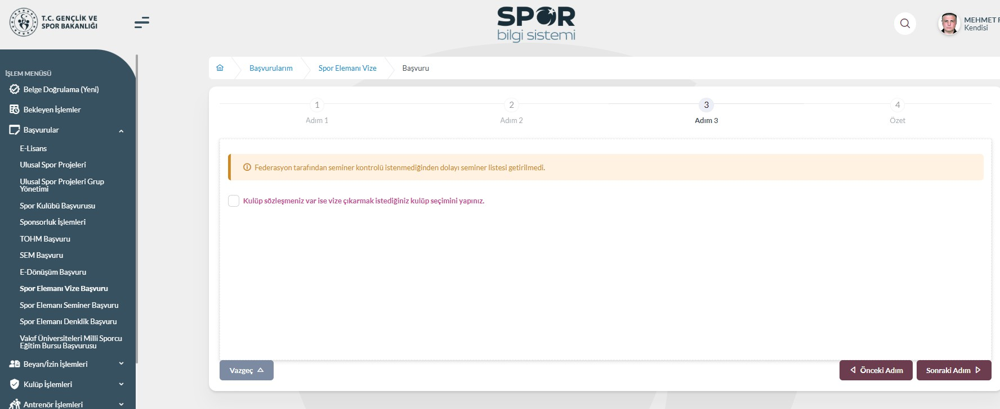 T.C. GENÇLİK VE
SPOR BAKANLIĞI
SPOR
bilgi sistemi
MEHMET F
Kendisi
İŞLEM MENÜSÜ
Belge Doğrulama (Yeni)
Bekleyen İşlemler
Başvurular
E-Lisans
Ulusal Spor Projeleri
Ulusal Spor Projeleri Grup
Yönetimi
Spor Kulübü Başvurusu
Sponsorluk İşlemleri
TOHM Başvuru
SEM Başvuru
E-Dönüşüm Başvuru
Spor Elemanı Vize Başvuru
Spor Elemanı Seminer Başvuru
Spor Elemanı Denklik Başvuru
Vakıf Üniversiteleri Milli Sporcu
Eğitim Bursu Başvurusu
Beyan/İzin İşlemleri
Kulüp İşlemleri
Antrenör İşlemleri
Başvurularım
Spor Elemanı Vize
Başvuru
1
Adım 1
2
Adım 2
3
Adım 3
4
Özet
Federasyon tarafından seminer kontrolü istenmediğinden dolayı seminer listesi getirilmedi.
Kulüp sözleşmeniz var ise vize çıkarmak istediğiniz kulüp seçimini yapınız.
Vazgeç
Önceki Adım
Sonraki Adım